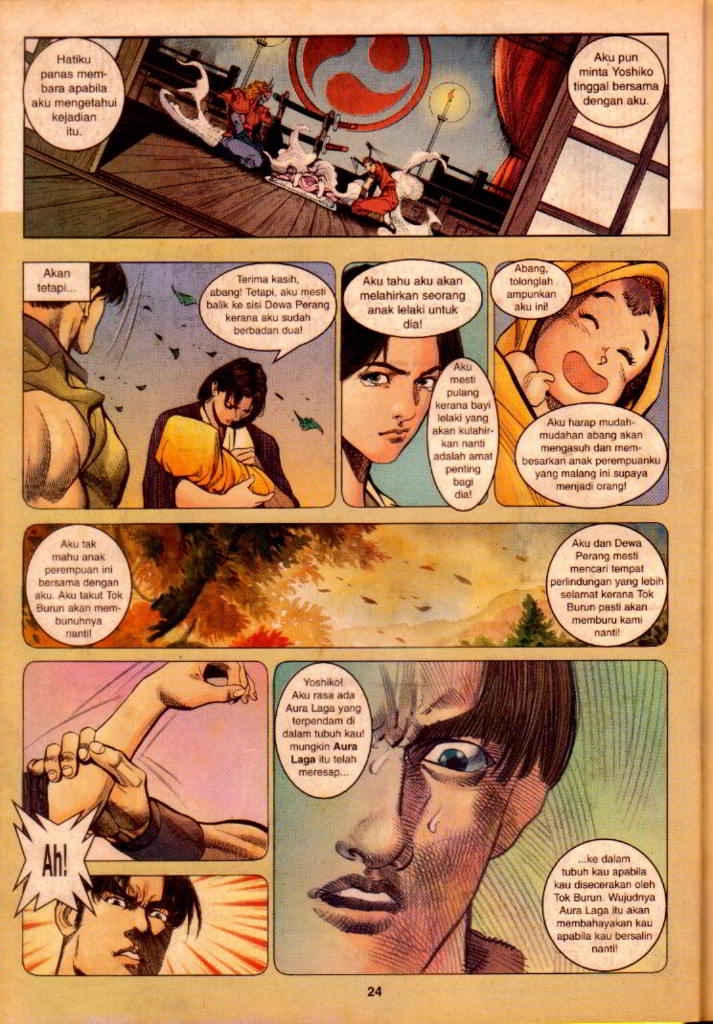 Hatiku
panas mem-
bara apabila
aku mengetahui
kejadian
itu.
Aku pun
minta Yoshiko
tinggal bersama
dengan aku.
Akan
tetapi...
Terima kasih,
abang! Tetapi, aku mesti
balik ke sisi Dewa Perang
kerana aku sudah
berbadan dua!
Aku tahu aku akan
melahirkan seorang
anak lelaki untuk
dia!
Aku
mesti
pulang
kerana bayi
lelaki yang
akan kulahir-
kan nanti
adalah amat
penting
bagi
dia!
Abang,
tolonglah
ampunkan
aku ini!
Aku harap mudah-
mudahan abang akan
mengasuh dan mem-
besarkan anak perempuanku
yang malang ini supaya
menjadi orang!
Aku tak
mahu anak
perempuan ini
bersama dengan
aku. Aku takut Tok
Burun akan mem-
bunuhnya
nanti!
Aku dan Dewa
Perang mesti
mencari tempat
perlindungan yang lebih
selamat kerana Tok
Burun pasti akan
memburu kami
nanti!
Ah!
Yoshiko!
Aku rasa ada
Aura Laga yang
terpendam di
dalam tubuh kau!
mungkin Aura
Laga itu telah
meresap...
...ke dalam
tubuh kau apabila
kau disecerakan oleh
Tok Burun. Wujudnya
Aura Laga itu akan
membahayakan kau
apabila kau bersalin
nanti!
24